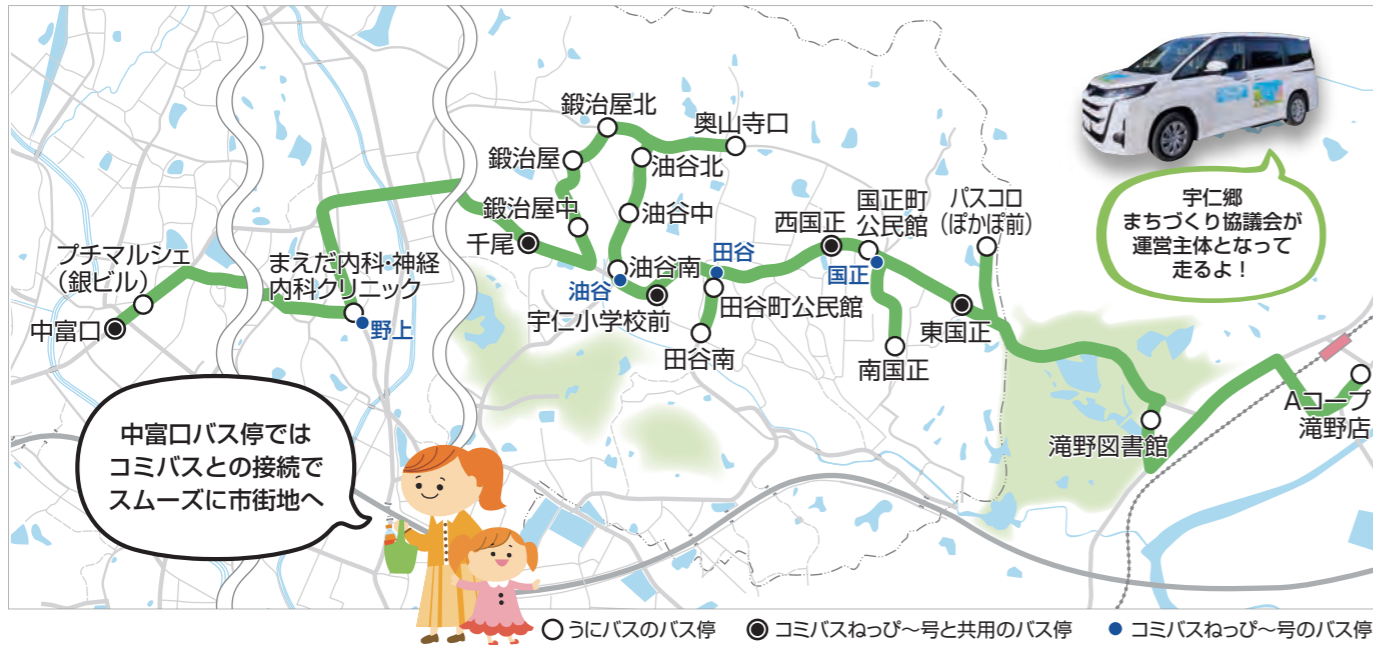 鍛治屋北
奥山寺口
鍛治屋
油谷北
鍛治屋中
油谷中
千尾
西国正
国正町
公民館
パスコロ
(ぽかぽ前)
宇仁郷
まちづくり協議会が
運営主体となって
走るよ！
プチマルシェ
(銀ビル)
まえだ内科・神経
内科クリニック
中富口
野上
油谷南
油谷
宇仁小学校前
田谷
田谷町公民館
田谷南
国正
南国正
東国正
滝野図書館
Aコープ
滝野店
中富口バス停では
コミバスとの接続で
スムーズに市街地へ
うにバスのバス停
コミバスねっぴ〜号と共用のバス停
コミバスねっぴ〜号のバス停